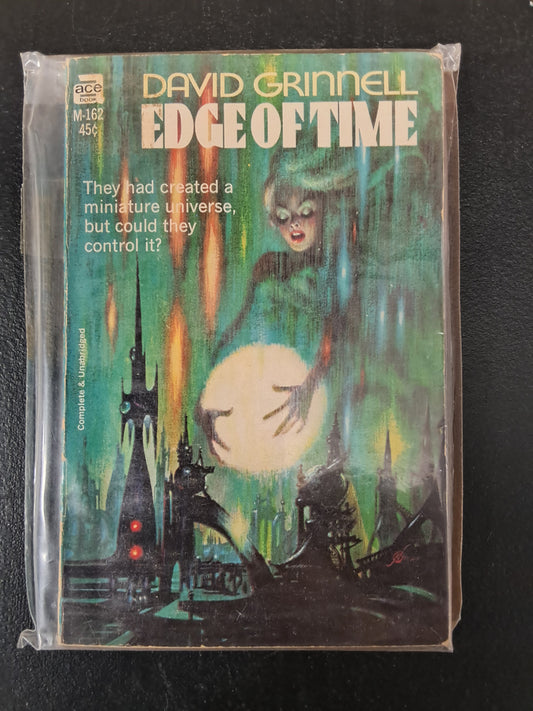 ace
book
M-162
45¢
DAVID GRINNELL
EDGE OF TIME
They had created a
miniature universe,
but could they
control it?
Complete & Unabridged